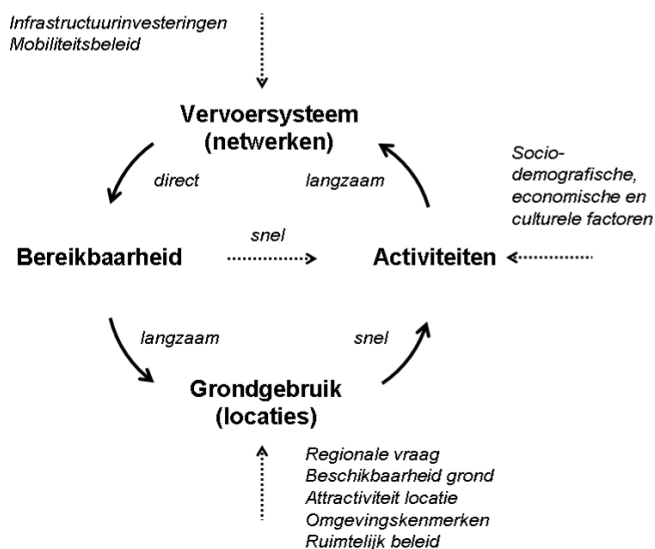 Infrastructuurinvesteringen
Mobiliteitsbeleid
Vervoersysteem
(netwerken)
direct
langzaam
Socio-
demografische,
economische en
culturele factoren
Bereikbaarheid
snel
Activiteiten
langzaam
snel
Grondgebruik
(locaties)
Regionale vraag
Beschikbaarheid grond
Attractiviteit locatie
Omgevingskenmerken
Ruimtelijk beleid